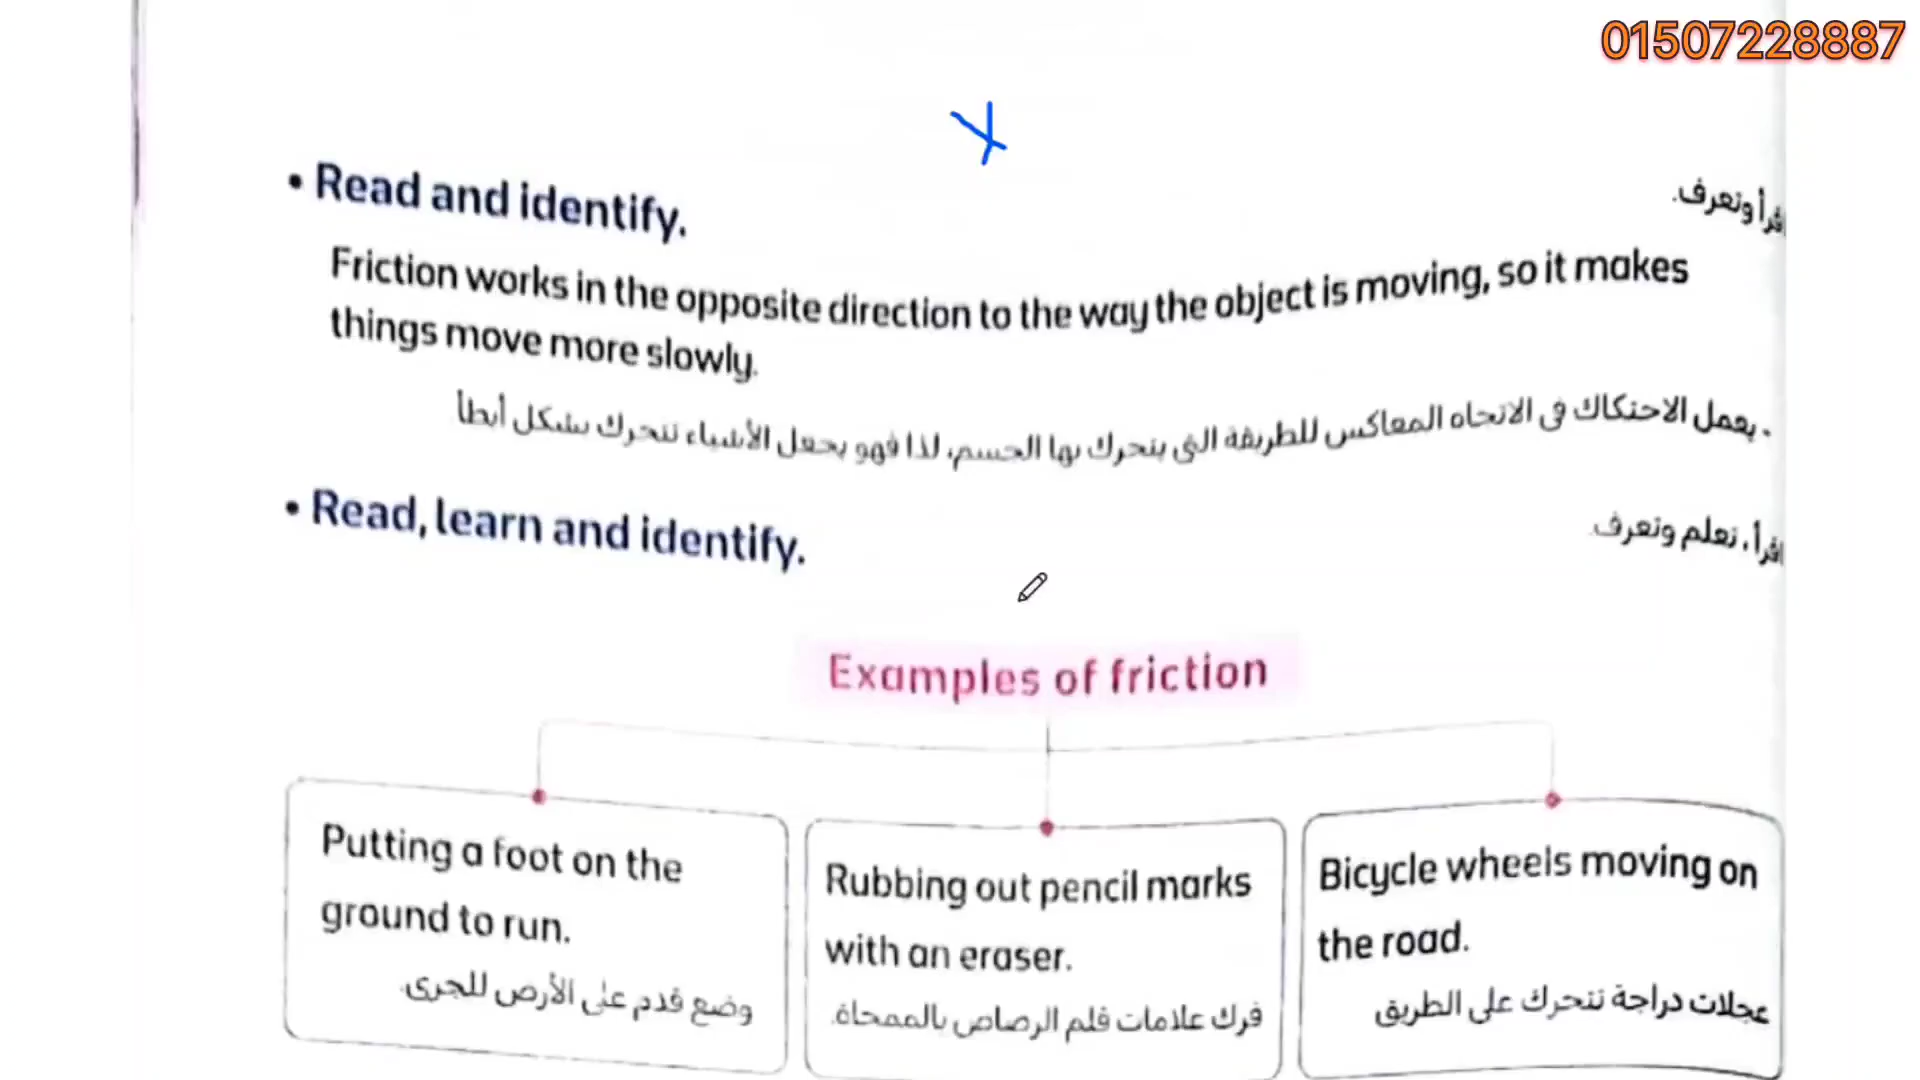 01507228887
• Read and identify.
اقرأ وتعرف.
Friction works in the opposite direction to the way the object is moving, so it makes
things move more slowly.
- يعمل الاحتكاك في الاتجاه المعاكس للطريقة التي يتحرك بها الجسم، لذا فهو يجعل الأشياء تتحرك بشكل أبطأ
• Read, learn and identify.
اقرأ، تعلم وتعرف.
Examples of friction
Putting a foot on the
ground to run.
وضع قدم على الأرض للجرى.
Rubbing out pencil marks
with an eraser.
فرك علامات قلم الرصاص بالممحاة.
Bicycle wheels moving on
the road.
عجلات دراجة تتحرك على الطريق